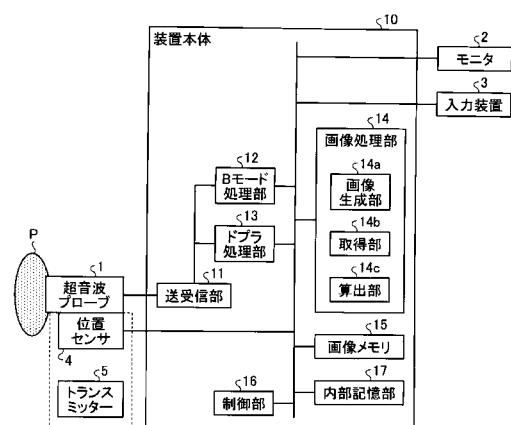 10
装置本体
2
モニタ
3
入力装置
14
画像処理部
14a
画像
生成部
14b
取得部
14c
算出部
12
Bモード
処理部
13
ドプラ
処理部
P
1
超音波
プローブ
11
送受信部
位置
センサ
4
5
トランス
ミッター
15
画像メモリ
16
制御部
17
内部記憶部